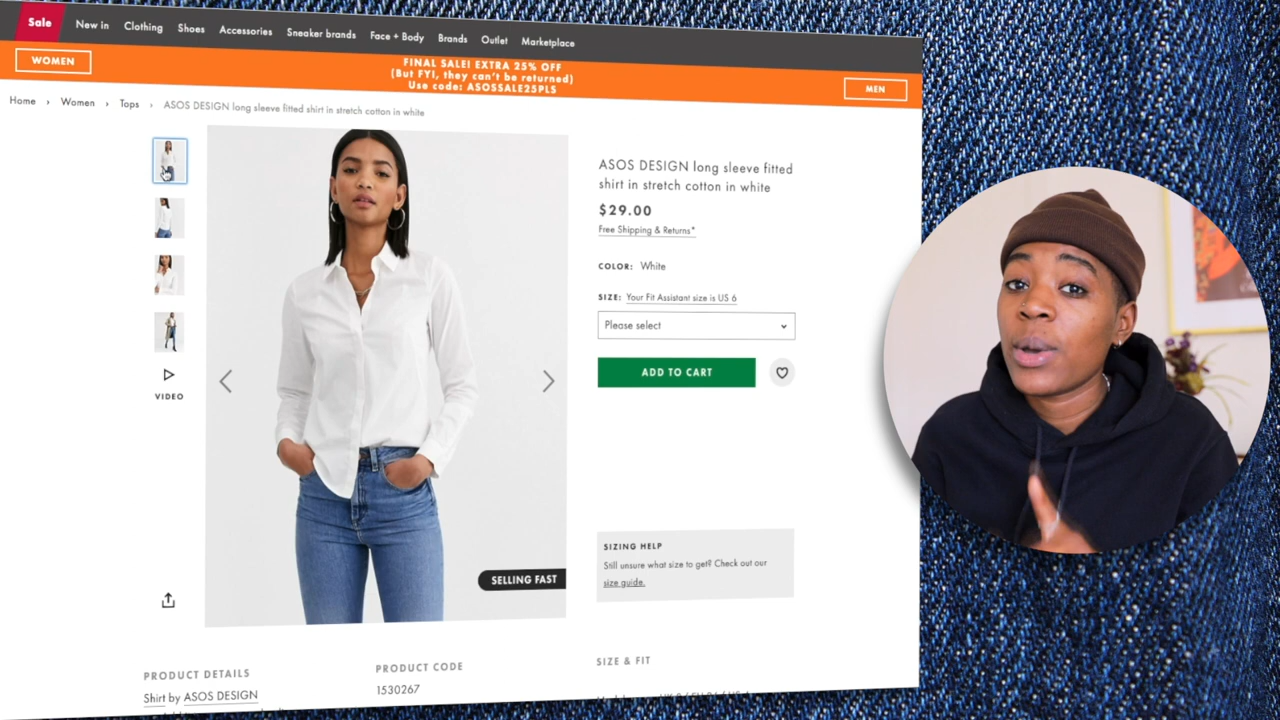 Sale
New in
Clothing
Shoes
Accessories
Sneaker brands
Face + Body
Brands
Outlet
Marketplace
WOMEN
FINAL SALE! EXTRA 25% OFF
(But FYI, they can't be returned)
Use code: ASOSSALE25PLS
MEN
Home › Women › Tops › ASOS DESIGN long sleeve fitted shirt in stretch cotton in white
VIDEO
SELLING FAST
ASOS DESIGN long sleeve fitted
shirt in stretch cotton in white
$29.00
Free Shipping & Returns*
COLOR: White
SIZE: Your Fit Assistant size is US 6
Please select
ADD TO CART
SIZING HELP
Still unsure what size to get? Check out our
size guide.
PRODUCT DETAILS
Shirt by ASOS DESIGN
PRODUCT CODE
1530267
SIZE & FIT